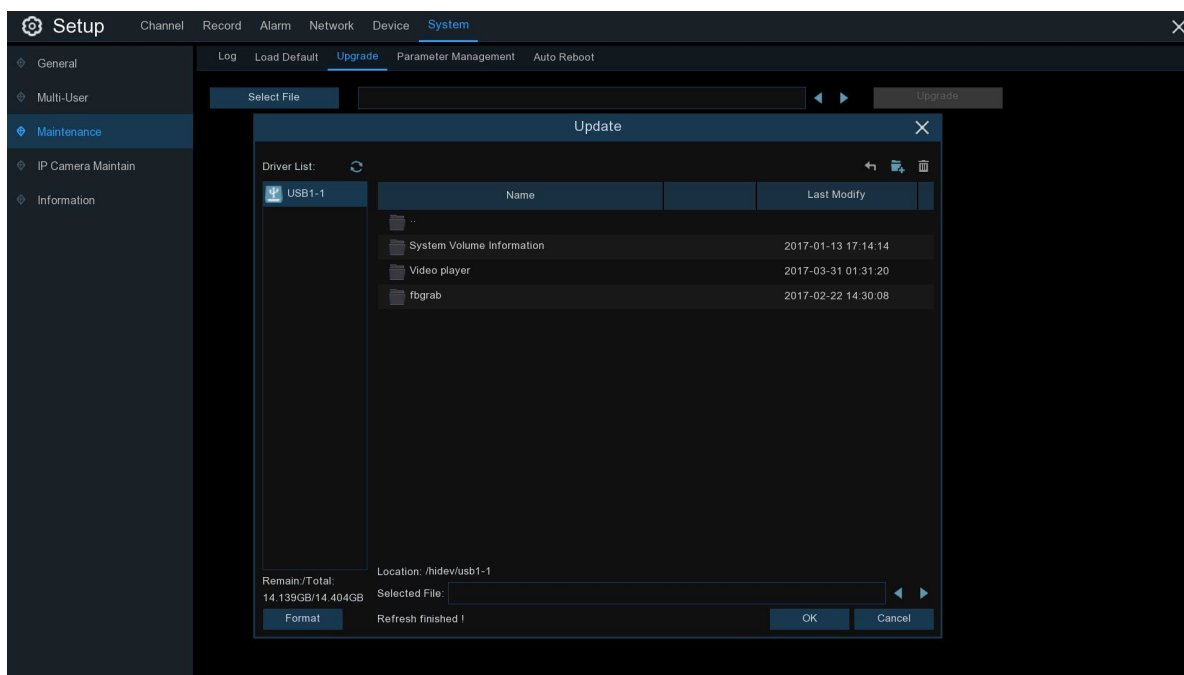 Setup Channel Record Alarm Network Device System
Log Load Default Upgrade Parameter Management Auto Reboot
General
Multi-User
Maintenance
IP Camera Maintain
Information
Select File Upgrade
Update
Driver List:
USB1-1
Name Last Modify
..
System Volume Information 2017-01-13 17:14:14
Video player 2017-03-31 01:31:20
fbgrab 2017-02-22 14:30:08
Remain:/Total:
14.139GB/14.404GB
Format
Location: /hidev/usb1-1
Selected File:
Refresh finished !
OK Cancel